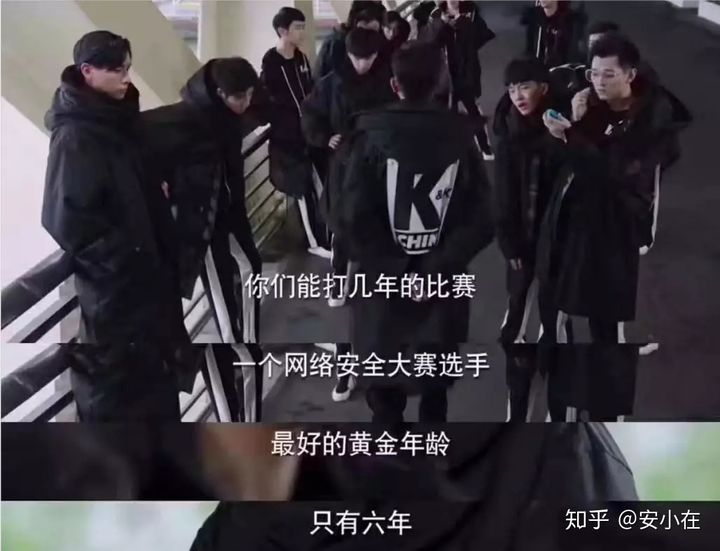 K
&K
CHIN
你们能打几年的比赛
一个网络安全大赛选手
最好的黄金年龄
只有六年
知乎 @安小在